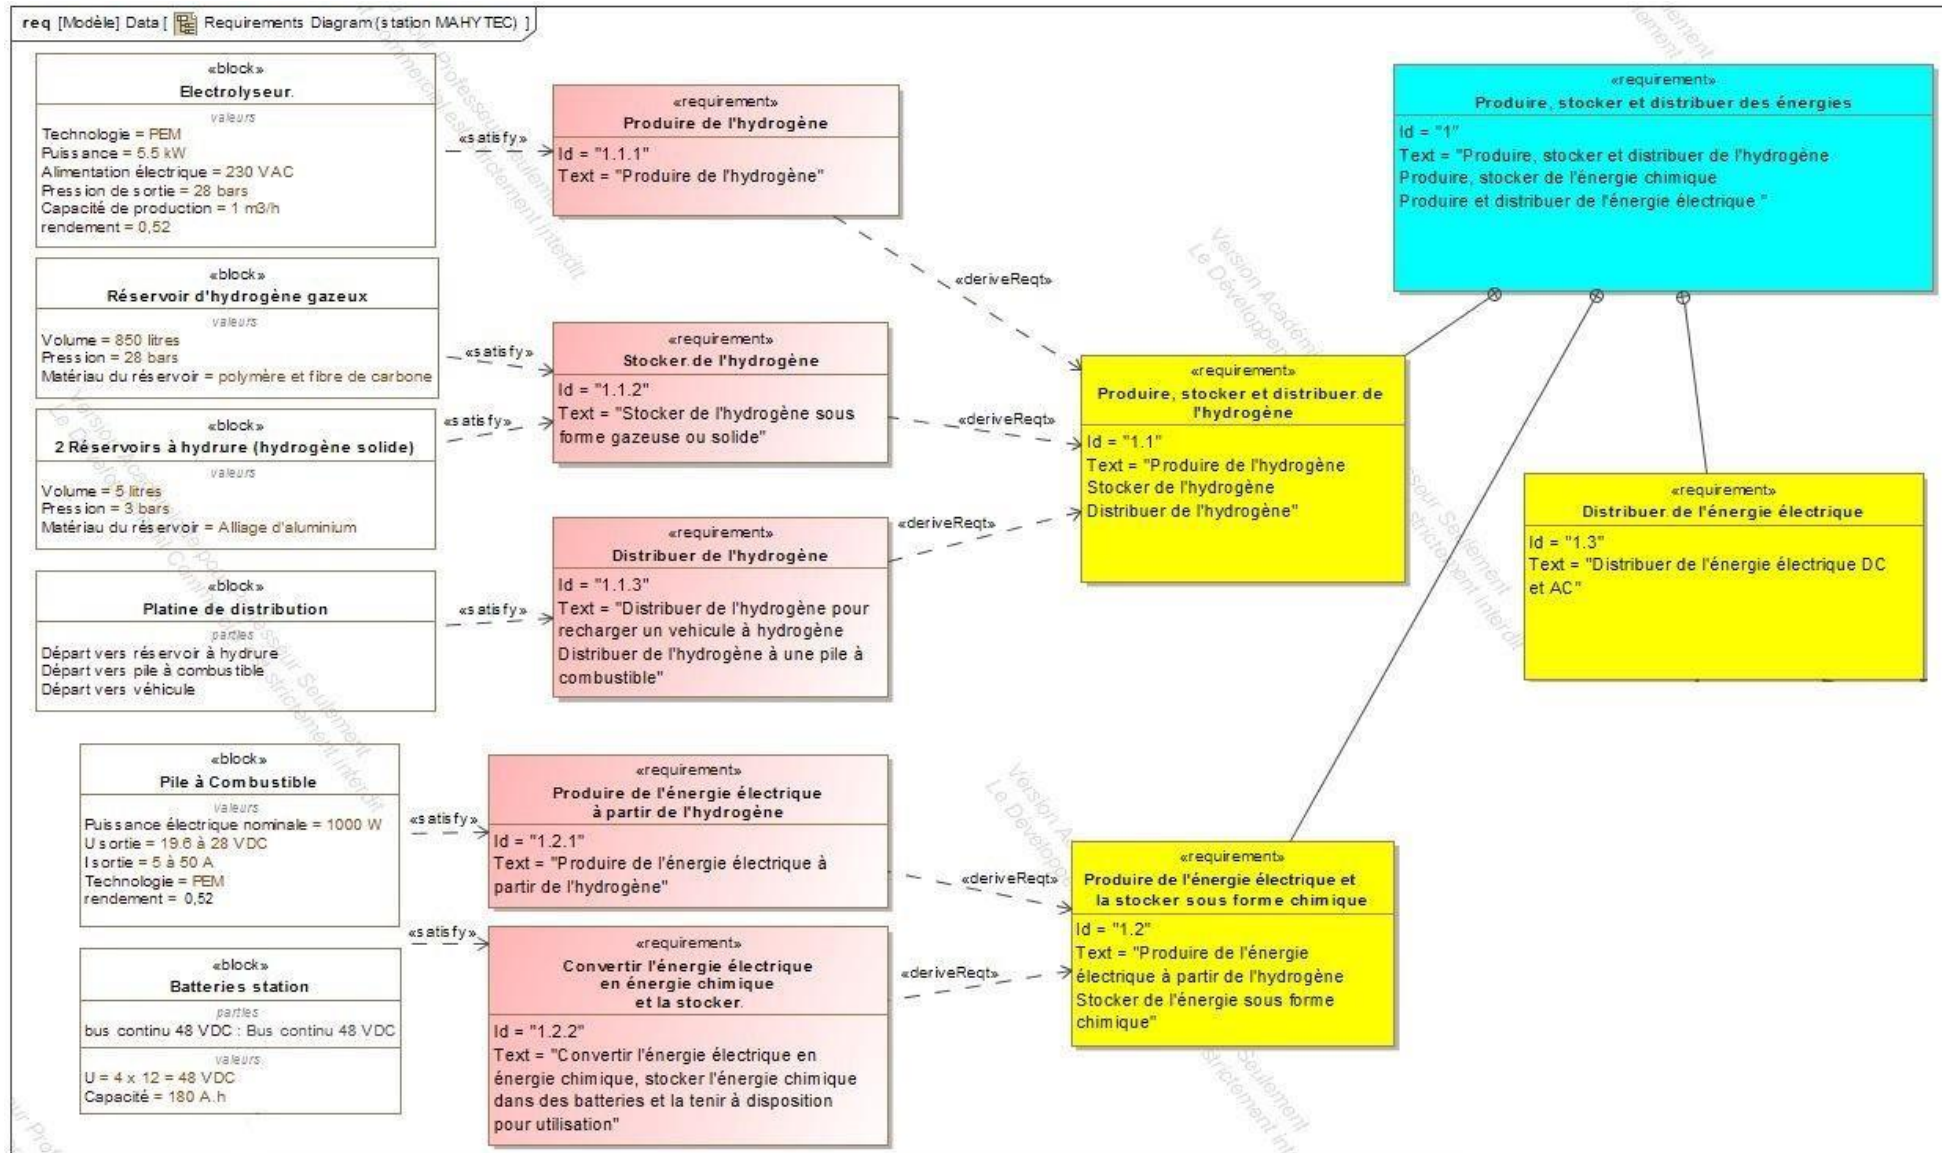 req [Modèle] Data [ Requirements Diagram(station MAHYTEC) ]
«block»
Electrolyseur.
valeurs
Technologie = PEM
Puissance = 5.5 kW
Alimentation électrique = 230 VAC
Pression de sortie = 28 bars
Capacité de production = 1 m3/h
rendement = 0,52
«satisfy»
«requirement»
Produire de l'hydrogène
Id = "1.1.1"
Text = "Produire de l'hydrogène"
«deriveReqt»
«requirement»
Produire, stocker et distribuer des énergies
Id = "1"
Text = "Produire, stocker et distribuer de l'hydrogène
Produire, stocker de l'énergie chimique
Produire et distribuer de l'énergie électrique "
«block»
Réservoir d'hydrogène gazeux
valeurs
Volume = 850 litres
Pression = 28 bars
Matériau du réservoir = polymère et fibre de carbone
«satisfy»
«block»
2 Réservoirs à hydrure (hydrogène solide)
valeurs
Volume = 5 litres
Pression = 3 bars
Matériau du réservoir = Alliage d'aluminium
«satisfy»
«requirement»
Stocker de l'hydrogène
Id = "1.1.2"
Text = "Stocker de l'hydrogène sous
forme gazeuse ou solide"
«deriveReqt»
«requirement»
Produire, stocker et distribuer de
l'hydrogène
Id = "1.1"
Text = "Produire de l'hydrogène
Stocker de l'hydrogène
Distribuer de l'hydrogène"
«requirement»
Distribuer de l'énergie électrique
Id = "1.3"
Text = "Distribuer de l'énergie électrique DC
et AC"
«block»
Platine de distribution
parties
Départ vers réservoir à hydrure
Départ vers pile à combustible
Départ vers véhicule
«satisfy»
«requirement»
Distribuer de l'hydrogène
Id = "1.1.3"
Text = "Distribuer de l'hydrogène pour
recharger un vehicule à hydrogène
Distribuer de l'hydrogène à une pile à
combustible"
«deriveReqt»
«block»
Pile à Combustible
valeurs
Puissance électrique nominale = 1000 W
U sortie = 19.6 à 28 VDC
I sortie = 5 à 50 A
Technologie = PEM
rendement = 0,52
«satisfy»
«requirement»
Produire de l'énergie électrique
à partir de l'hydrogène
Id = "1.2.1"
Text = "Produire de l'énergie électrique à
partir de l'hydrogène"
«deriveReqt»
«requirement»
Produire de l'énergie électrique et
la stocker sous forme chimique
Id = "1.2"
Text = "Produire de l'énergie
électrique à partir de l'hydrogène
Stocker de l'énergie sous forme
chimique"
«block»
Batteries station
parties
bus continu 48 VDC : Bus continu 48 VDC
valeurs
U = 4 x 12 = 48 VDC
Capacité = 180 A.h
«satisfy»
«requirement»
Convertir l'énergie électrique
en énergie chimique
et la stocker.
Id = "1.2.2"
Text = "Convertir l'énergie électrique en
énergie chimique, stocker l'énergie chimique
dans des batteries et la tenir à disposition
pour utilisation"
«deriveReqt»